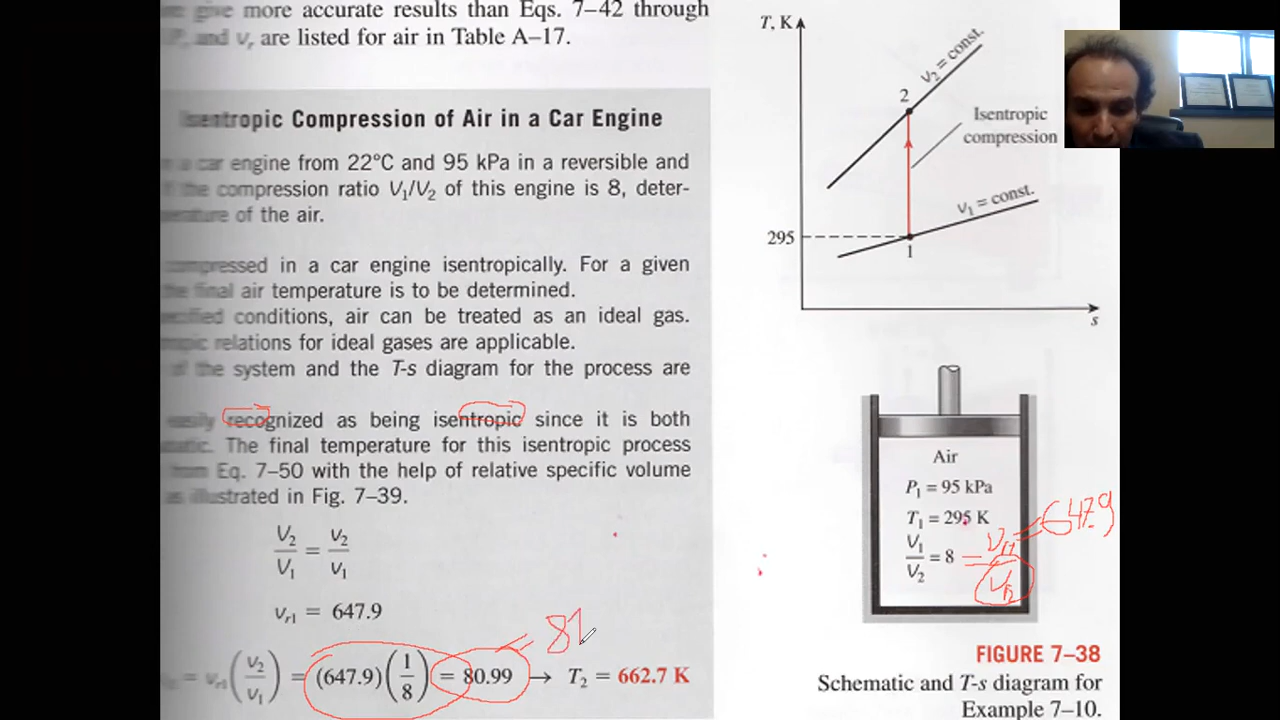 give more accurate results than Eqs. 7–42 through
and v_r are listed for air in Table A–17.
Isentropic Compression of Air in a Car Engine
a car engine from 22°C and 95 kPa in a reversible and
the compression ratio V₁/V₂ of this engine is 8, deter-
of the air.
compressed in a car engine isentropically. For a given
the final air temperature is to be determined.
conditions, air can be treated as an ideal gas.
relations for ideal gases are applicable.
of the system and the T-s diagram for the process are
easily recognized as being isentropic since it is both
The final temperature for this isentropic process
from Eq. 7–50 with the help of relative specific volume
as illustrated in Fig. 7–39.
V₂/V₁ = v₂/v₁
v_r1 = 647.9
= v_r1(v₂/v₁) = (647.9)(1/8) = 80.99 → T₂ = 662.7 K
= 81
T, K
v₂ = const.
2
Isentropic
compression
v₁ = const.
295
1
s
Air
P₁ = 95 kPa
T₁ = 295 K
V₁/V₂ = 8 = v_r1/v_r2
= 647.9
FIGURE 7–38
Schematic and T-s diagram for
Example 7–10.